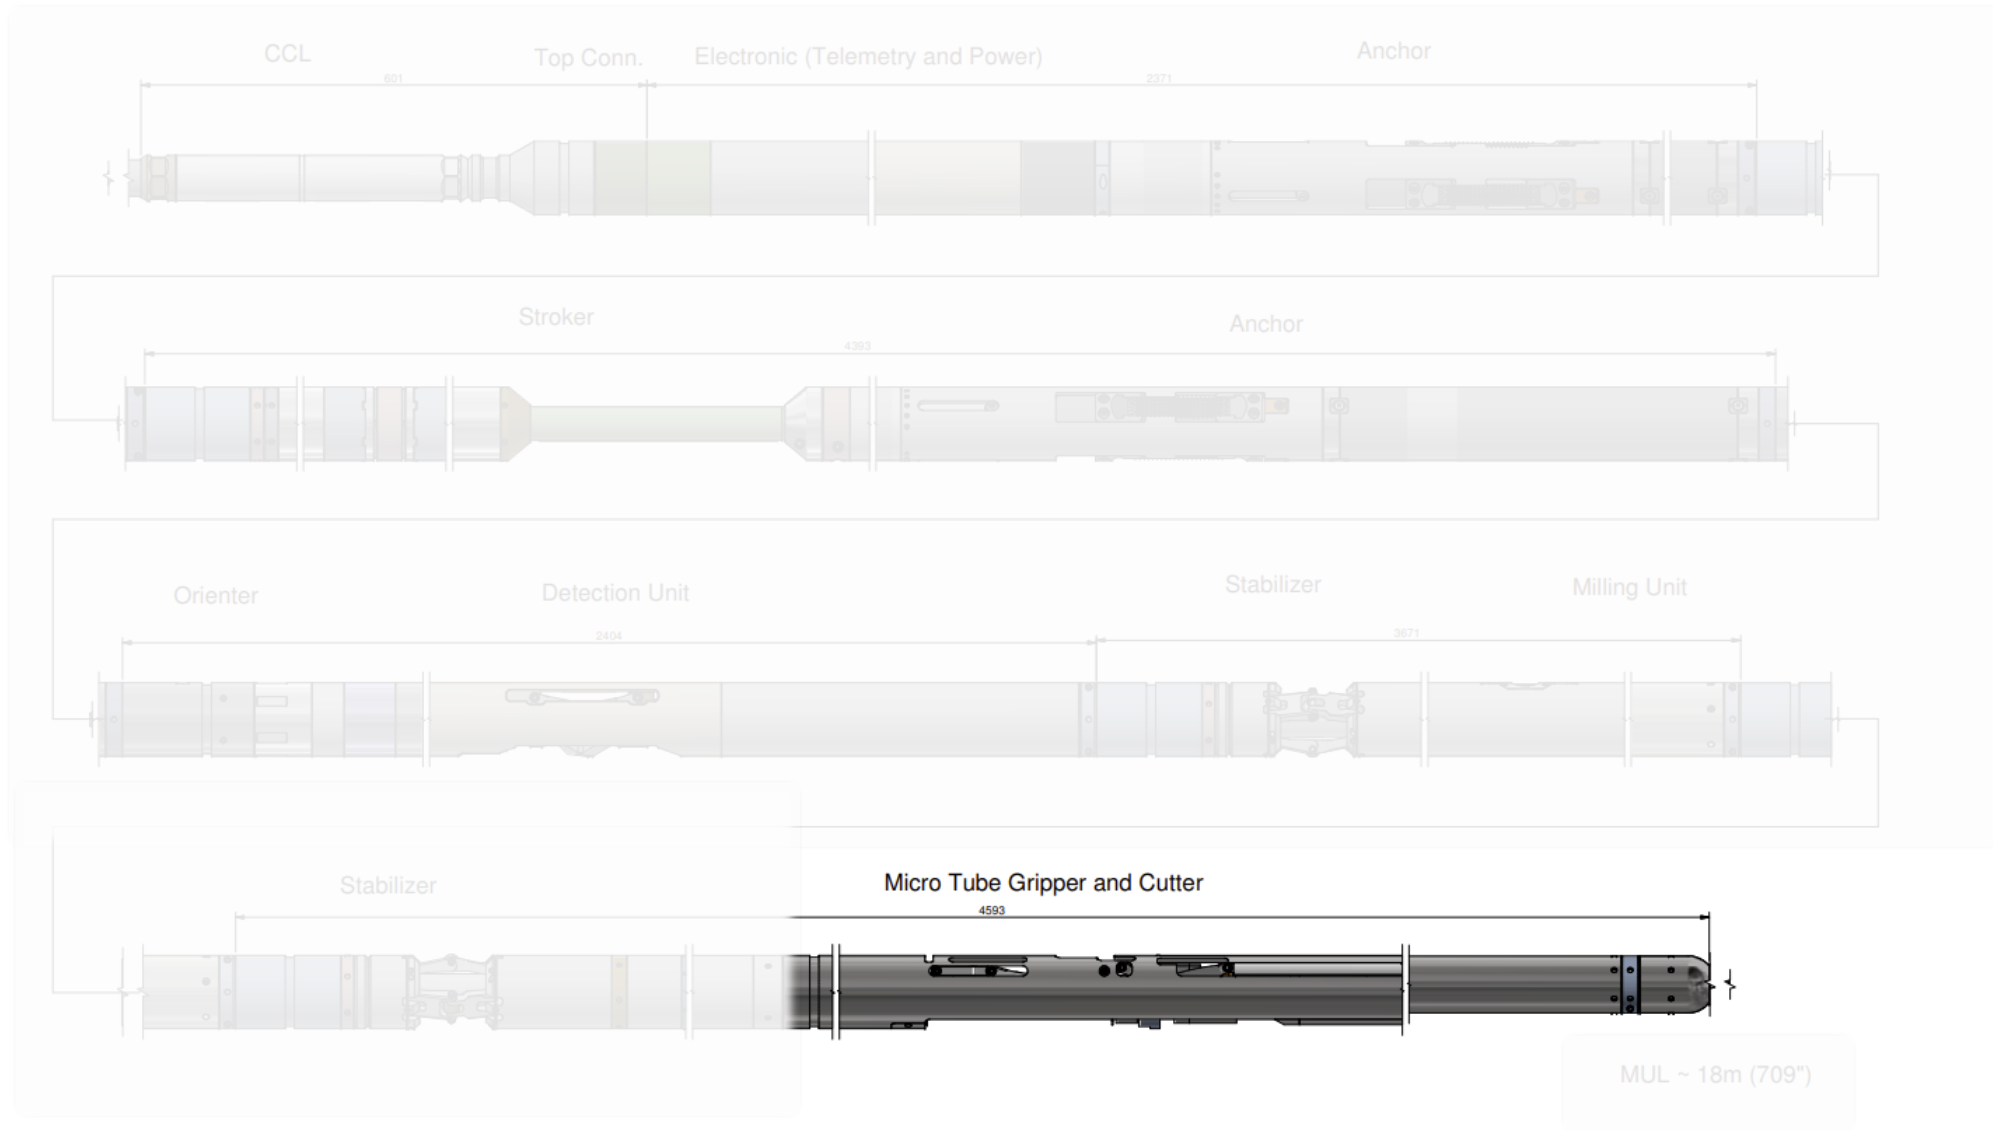 CCL
Top Conn.
Electronic (Telemetry and Power)
Anchor
601
2371
Stroker
Anchor
4393
Orienter
Detection Unit
Stabilizer
Milling Unit
2404
3671
Stabilizer
Micro Tube Gripper and Cutter
4593
MUL ~ 18m (709")